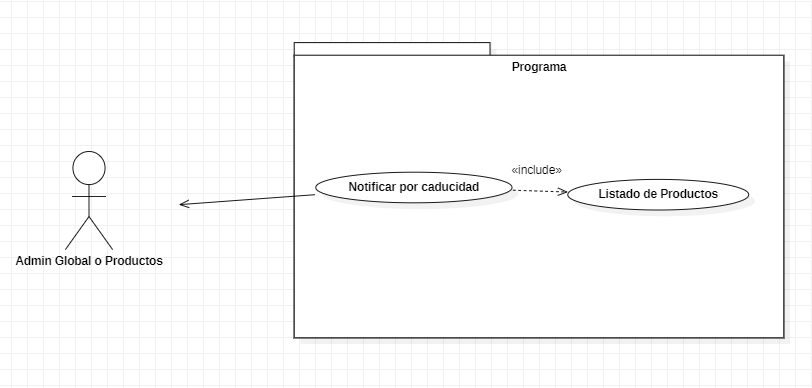 Programa
«include»
Notificar por caducidad
Listado de Productos
Admin Global o Productos